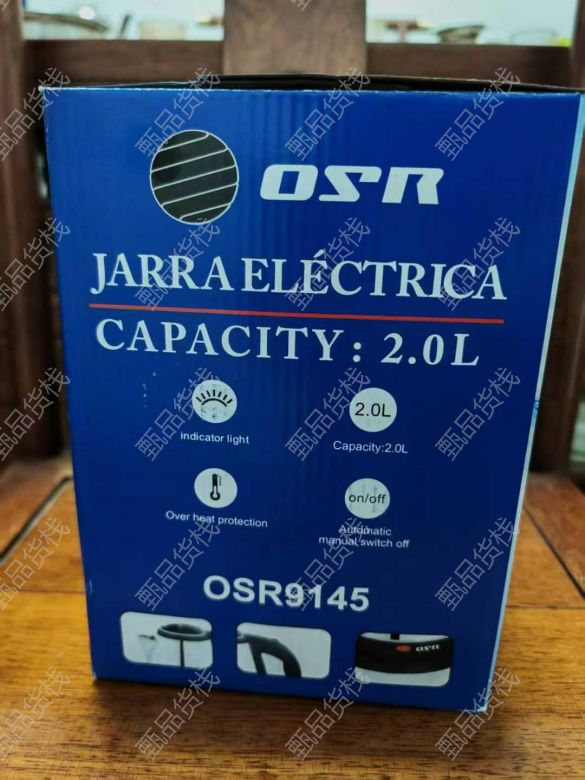 OSR
JARRA ELÉCTRICA
CAPACITY: 2.0L
indicator light
2.0L
Capacity:2.0L
Over heat protection
on/off
Automatic
manual switch off
OSR9145
OSR
甄品货栈